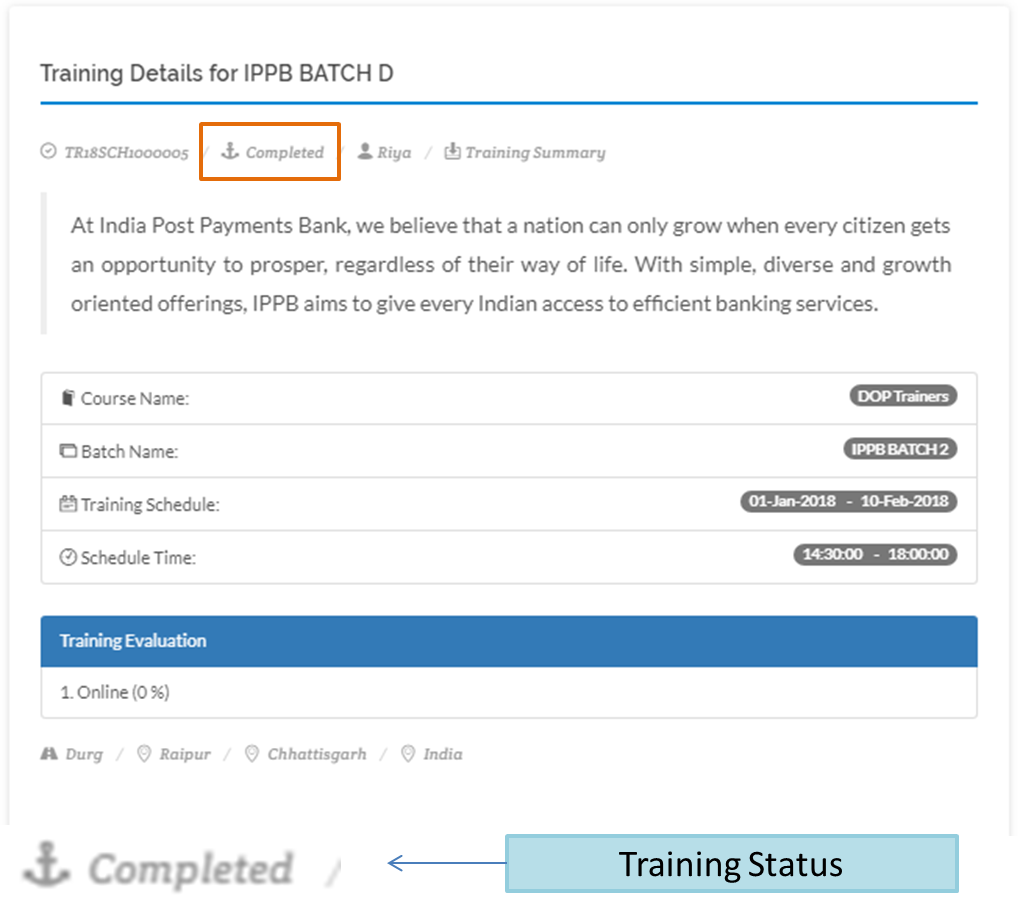 Training Details for IPPB BATCH D
TR18SCH1000005 / Completed / Riya / Training Summary
At India Post Payments Bank, we believe that a nation can only grow when every citizen gets
an opportunity to prosper, regardless of their way of life. With simple, diverse and growth
oriented offerings, IPPB aims to give every Indian access to efficient banking services.
Course Name: DOP Trainers
Batch Name: IPPB BATCH 2
Training Schedule: 01-Jan-2018 - 10-Feb-2018
Schedule Time: 14:30:00 - 18:00:00
Training Evaluation
1. Online (0 %)
Durg / Raipur / Chhattisgarh / India
Completed / Training Status